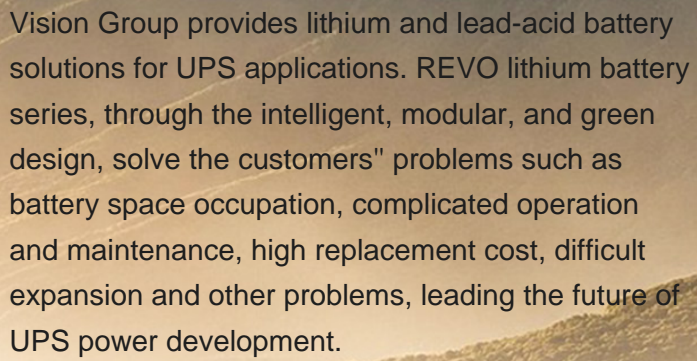 Vision Group provides lithium and lead-acid battery
solutions for UPS applications. REVO lithium battery
series, through the intelligent, modular, and green
design, solve the customers" problems such as
battery space occupation, complicated operation
and maintenance, high replacement cost, difficult
expansion and other problems, leading the future of
UPS power development.